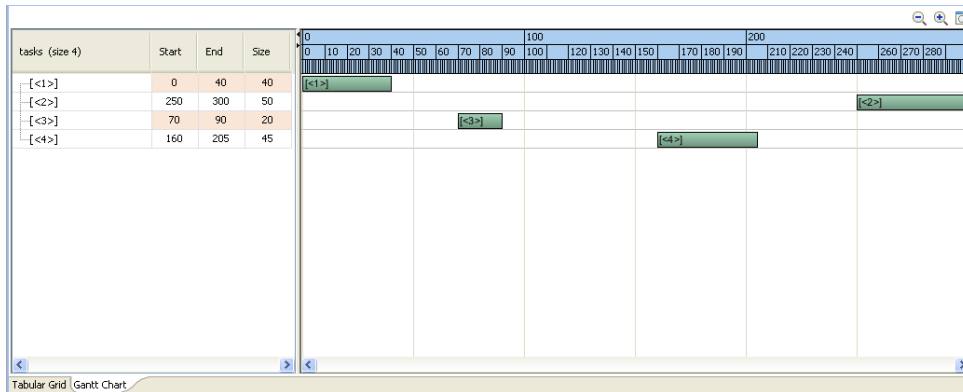 0 100 200
tasks (size 4) Start End Size 0 10 20 30 40 50 60 70 80 90 100 120 130 140 150 170 180 190 210 220 230 240 260 270 280
[<1>] 0 40 40 [<1>]
[<2>] 250 300 50 [<2>]
[<3>] 70 90 20 [<3>]
[<4>] 160 205 45 [<4>]
Tabular Grid Gantt Chart